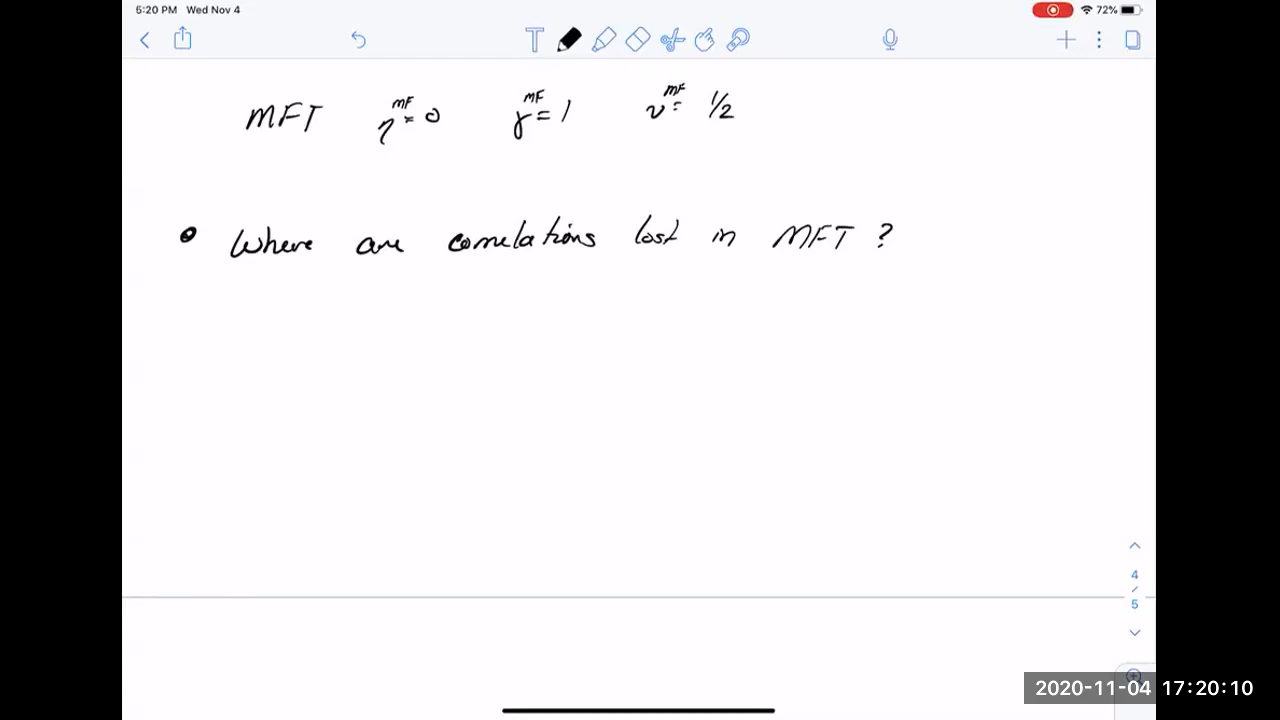 5:20 PM Wed Nov 4
72%
MFT η^MF = 0 γ^MF = 1 ν^MF = 1/2
• Where are correlations lost in MFT ?
4
/
5
2020-11-04 17:20:10